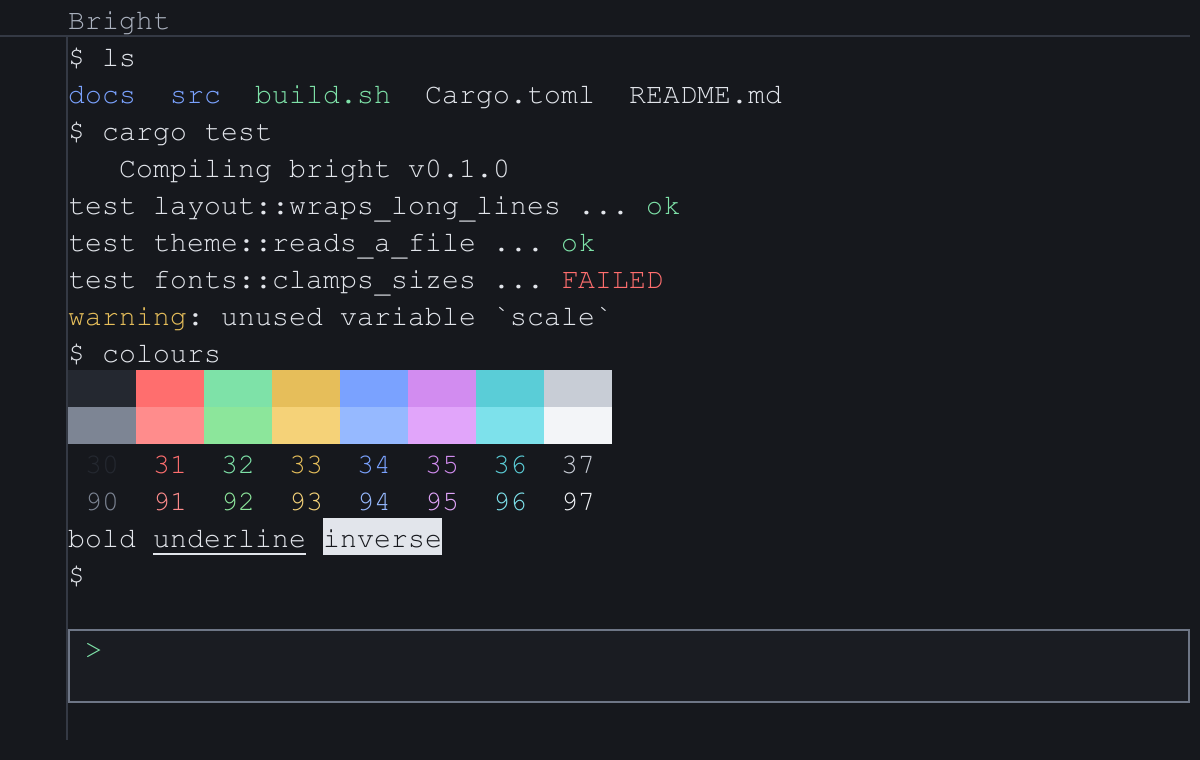 Bright
$ ls
docs  src  build.sh  Cargo.toml  README.md
$ cargo test
   Compiling bright v0.1.0
test layout::wraps_long_lines ... ok
test theme::reads_a_file ... ok
test fonts::clamps_sizes ... FAILED
warning: unused variable `scale`
$ colours
30  31  32  33  34  35  36  37
90  91  92  93  94  95  96  97
bold underline inverse
$
>